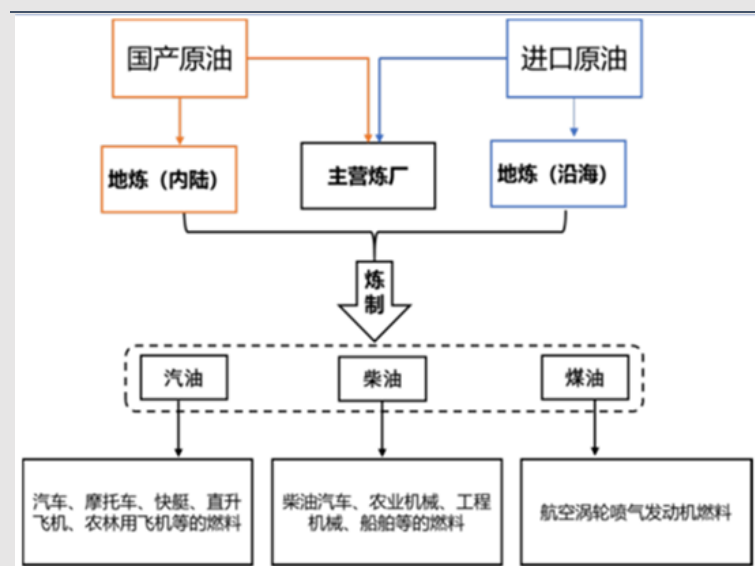 国产原油
进口原油
地炼（内陆）
主营炼厂
地炼（沿海）
炼
制
汽油
柴油
煤油
汽车、摩托车、快艇、直升
飞机、农林用飞机等的燃料
柴油汽车、农业机械、工程
机械、船舶等的燃料
航空涡轮喷气发动机燃料